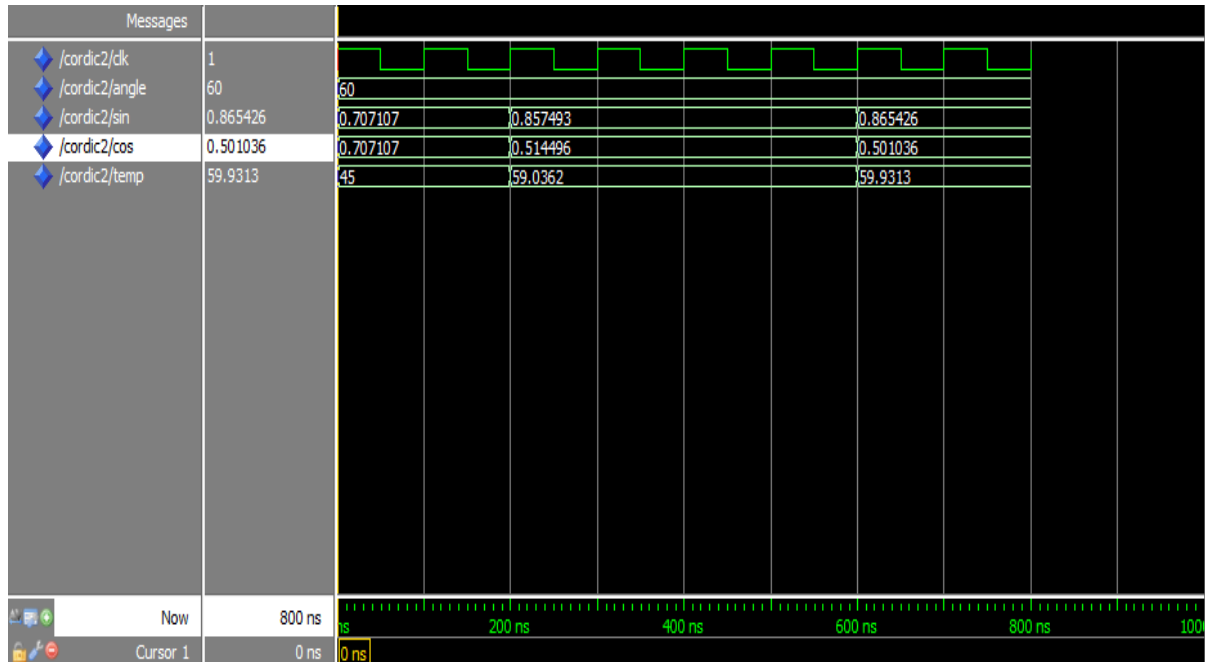 Messages
/cordic2/clk 1
/cordic2/angle 60 60
/cordic2/sin 0.865426 0.707107 0.857493 0.865426
/cordic2/cos 0.501036 0.707107 0.514496 0.501036
/cordic2/temp 59.9313 45 59.0362 59.9313
Now 800 ns ns 200 ns 400 ns 600 ns 800 ns 100
Cursor 1 0 ns 0 ns